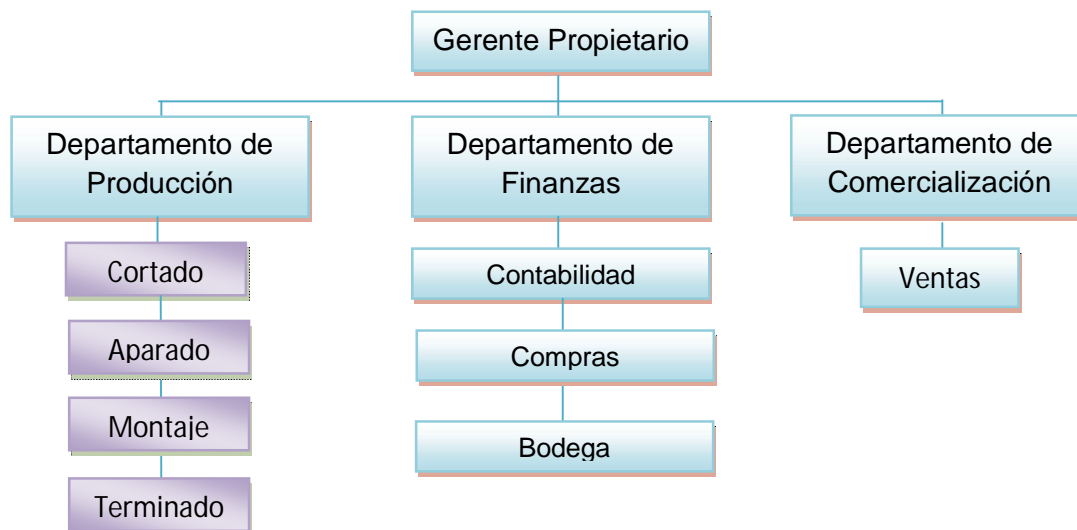 Gerente Propietario
Departamento de
Producción
Departamento de
Finanzas
Departamento de
Comercialización
Cortado
Aparado
Montaje
Terminado
Contabilidad
Compras
Bodega
Ventas